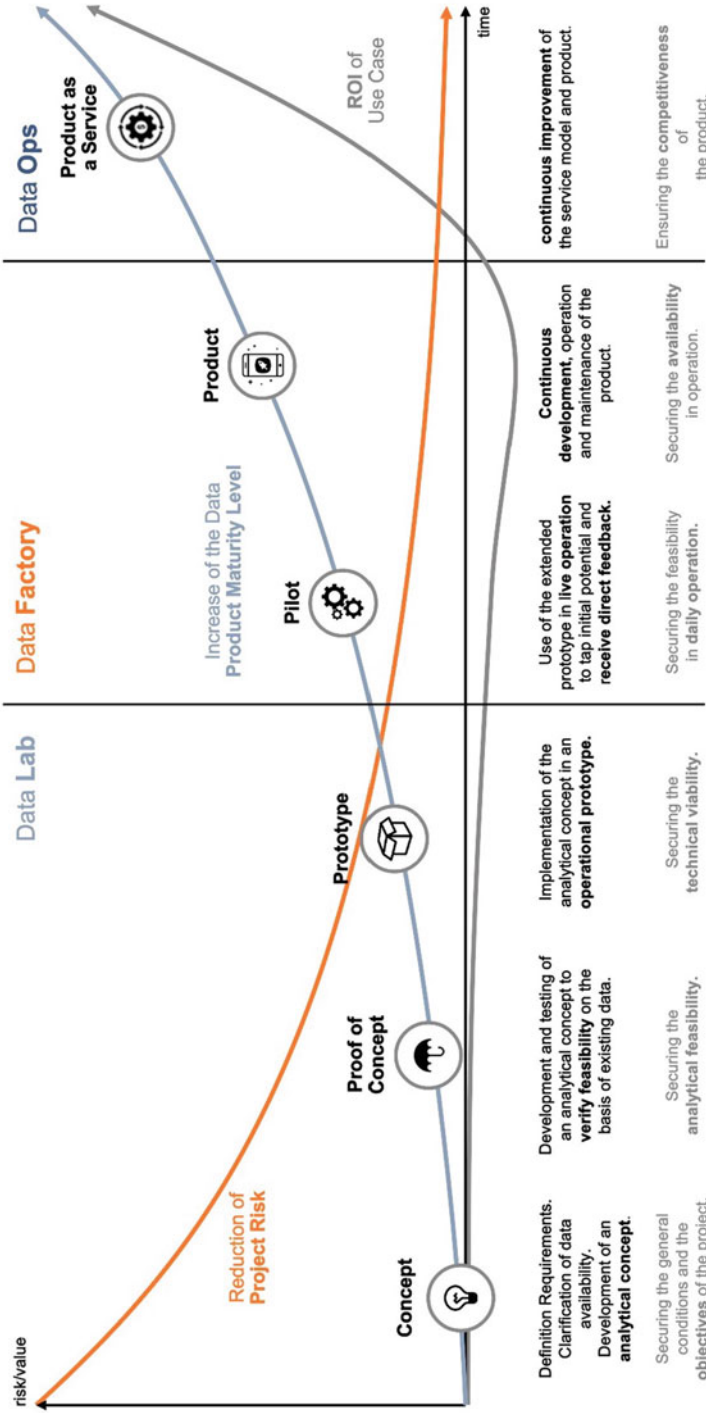 risk/value
Data Lab
Data Factory
Data Ops
Reduction of
Project Risk
Increase of the Data
Product Maturity Level
ROI of
Use Case
Concept
Proof of
Concept
Prototype
Pilot
Product
Product as
a Service
time
Definition Requirements.
Clarification of data
availability.
Development of an
analytical concept.
Development and testing of
an analytical concept to
verify feasibility on the
basis of existing data.
Implementation of the
analytical concept in an
operational prototype.
Use of the extended
prototype in live operation
to tap initial potential and
receive direct feedback.
Continuous
development, operation
and maintenance of the
product.
continuous improvement of
the service model and product.
Securing the general
conditions and the
objectives of the project.
Securing the
analytical feasibility.
Securing the
technical viability.
Securing the feasibility
in daily operation.
Securing the availability
in operation.
Ensuring the competitiveness
of
the product.